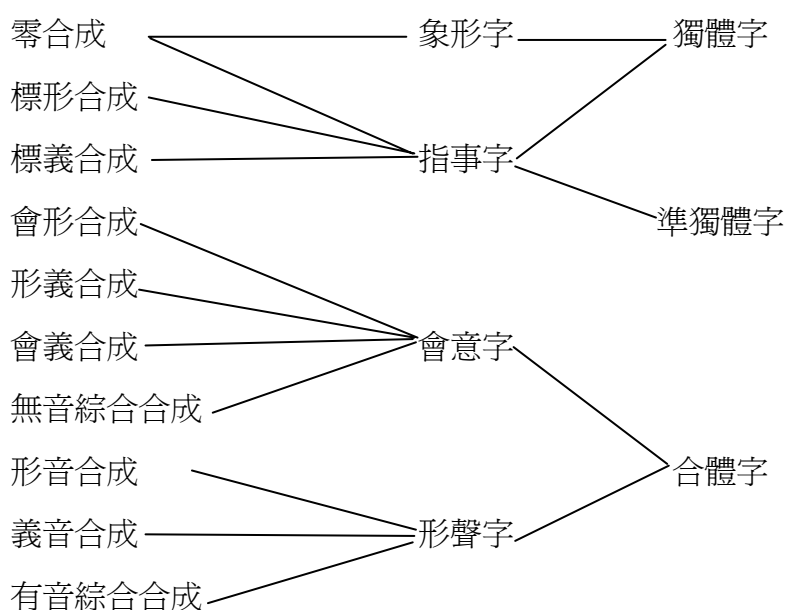 零合成 象形字 獨體字
標形合成
標義合成 指事字
會形合成 準獨體字
形義合成
會義合成 會意字
無音綜合合成
形音合成 合體字
義音合成 形聲字
有音綜合合成